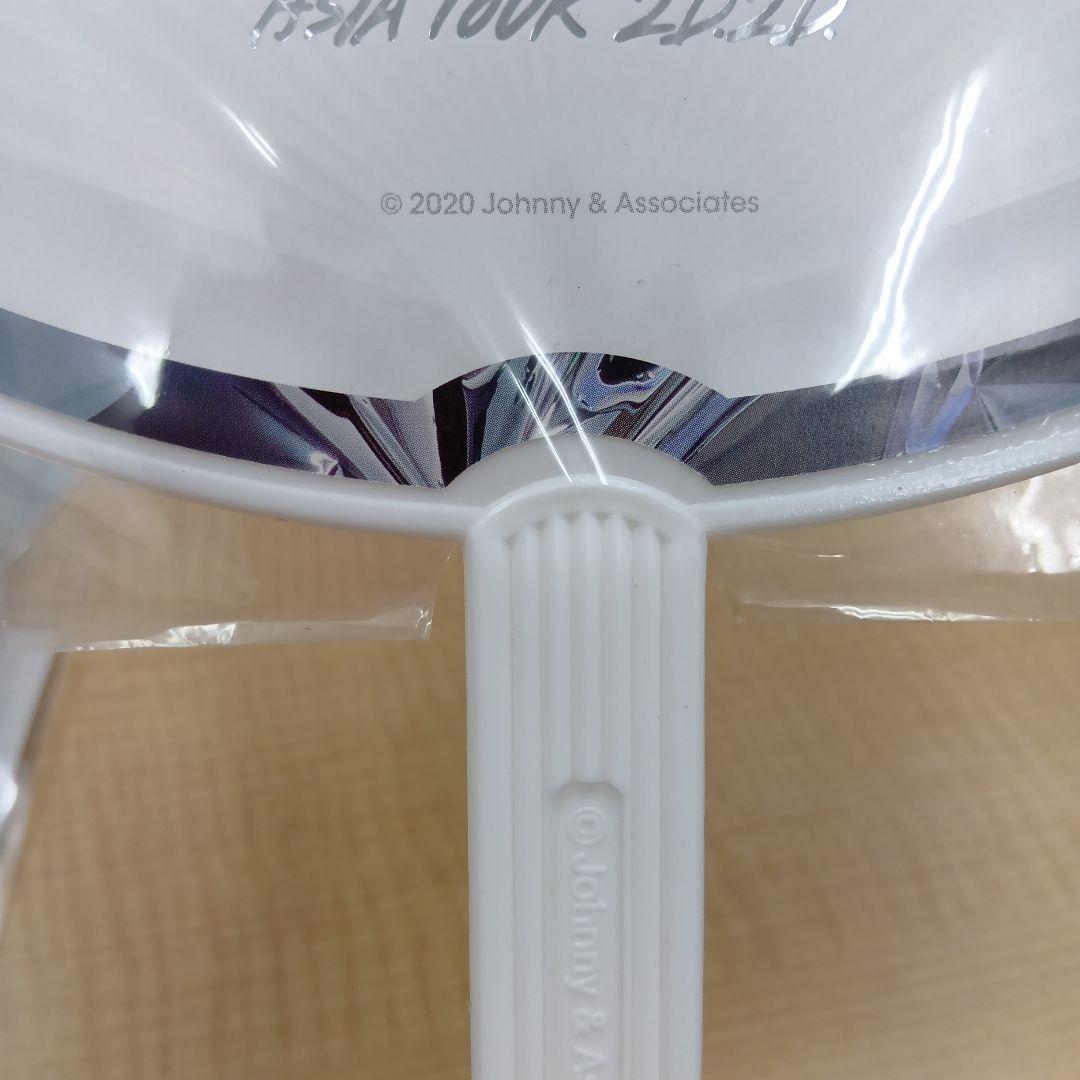 ASIA TOUR 2D.2D.
© 2020 Johnny & Associates
© Johnny & As